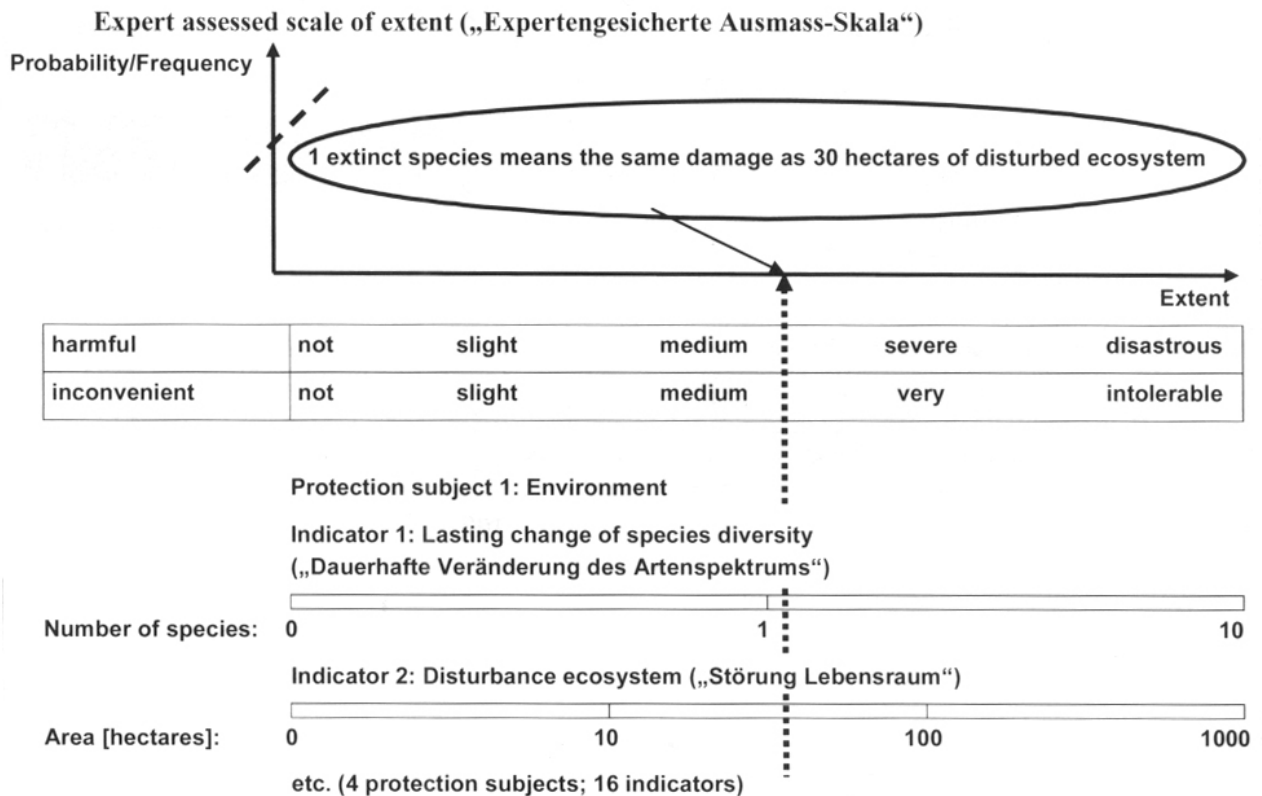 Expert assessed scale of extent („Expertengesicherte Ausmass-Skala“)
Probability/Frequency
1 extinct species means the same damage as 30 hectares of disturbed ecosystem
Extent
harmful not slight medium severe disastrous
inconvenient not slight medium very intolerable
Protection subject 1: Environment
Indicator 1: Lasting change of species diversity
(„Dauerhafte Veränderung des Artenspektrums“)
Number of species: 0 1 10
Indicator 2: Disturbance ecosystem („Störung Lebensraum“)
Area [hectares]: 0 10 100 1000
etc. (4 protection subjects; 16 indicators)